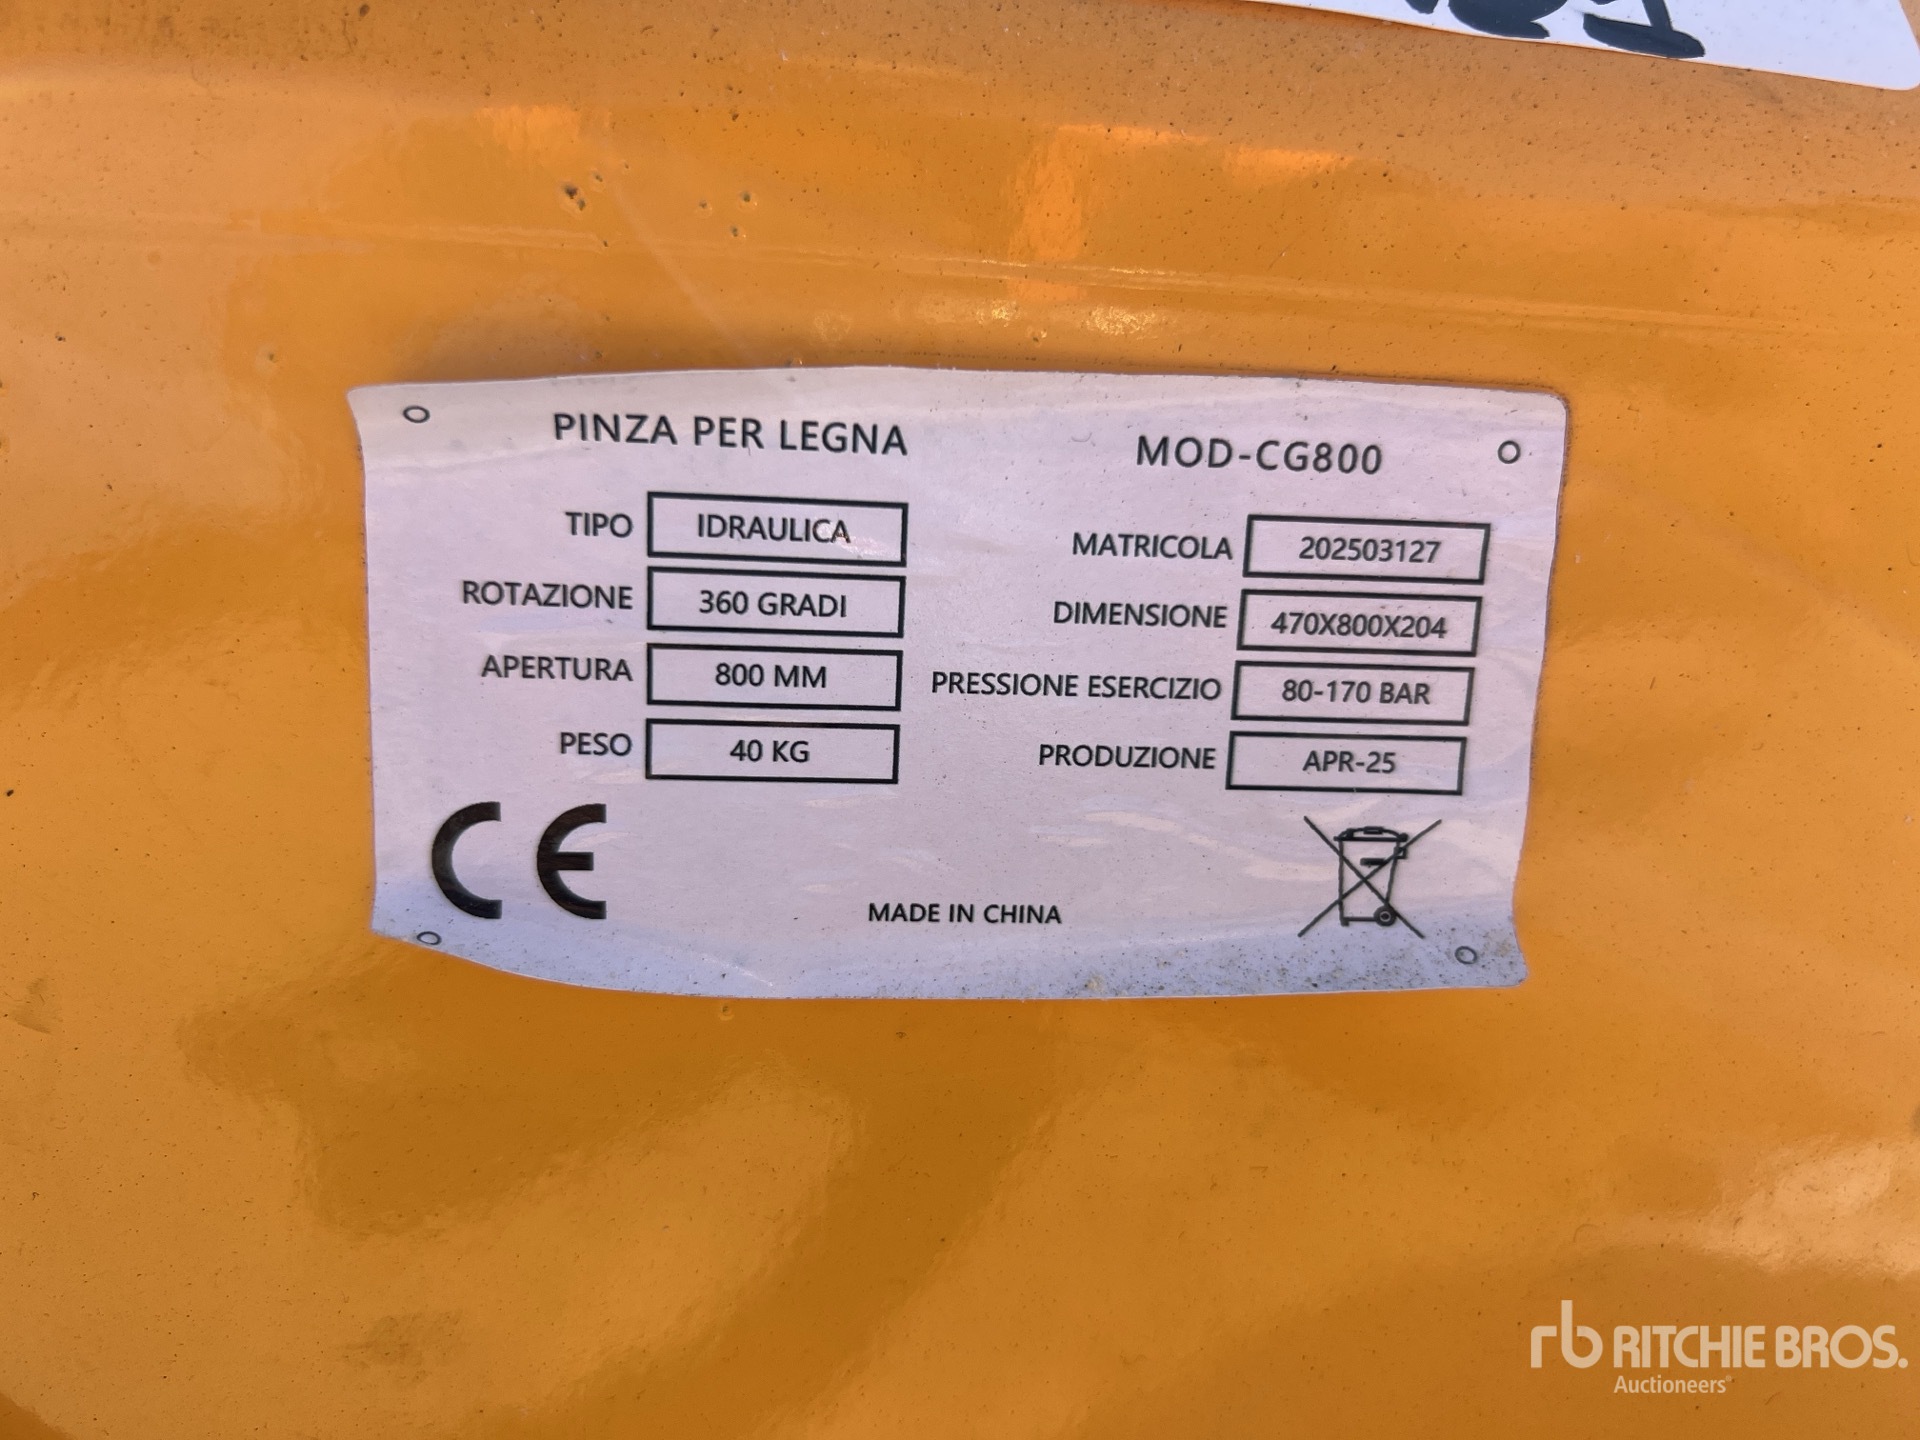 PINZA PER LEGNA
MOD-CG800
TIPO IDRAULICA
ROTAZIONE 360 GRADI
APERTURA 800 MM
PESO 40 KG
MATRICOLA 202503127
DIMENSIONE 470X800X204
PRESSIONE ESERCIZIO 80-170 BAR
PRODUZIONE APR-25
CE
MADE IN CHINA
rb RITCHIE BROS.
Auctioneers